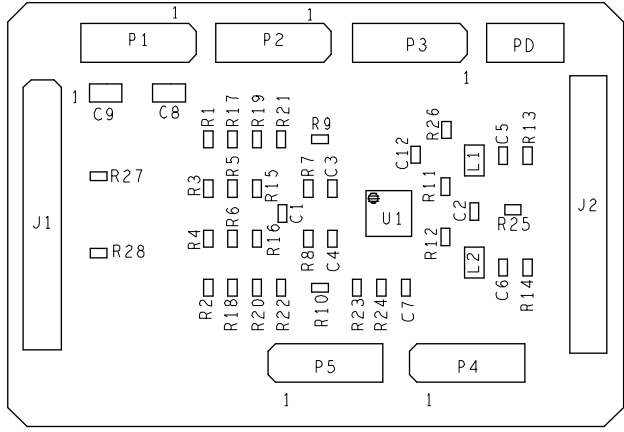 1
1
P1
P2
P3
PD
1
1
C9
C8
R1
R17
R19
R21
R9
R26
C5
R13
C12
L1
R27
R3
R5
R15
R7
C3
R11
J1
R6
C1
U1
C2
R25
J2
R28
R4
R16
R8
C4
R12
L2
R2
R18
R20
R22
R10
R23
R24
C7
C6
R14
P5
P4
1
1